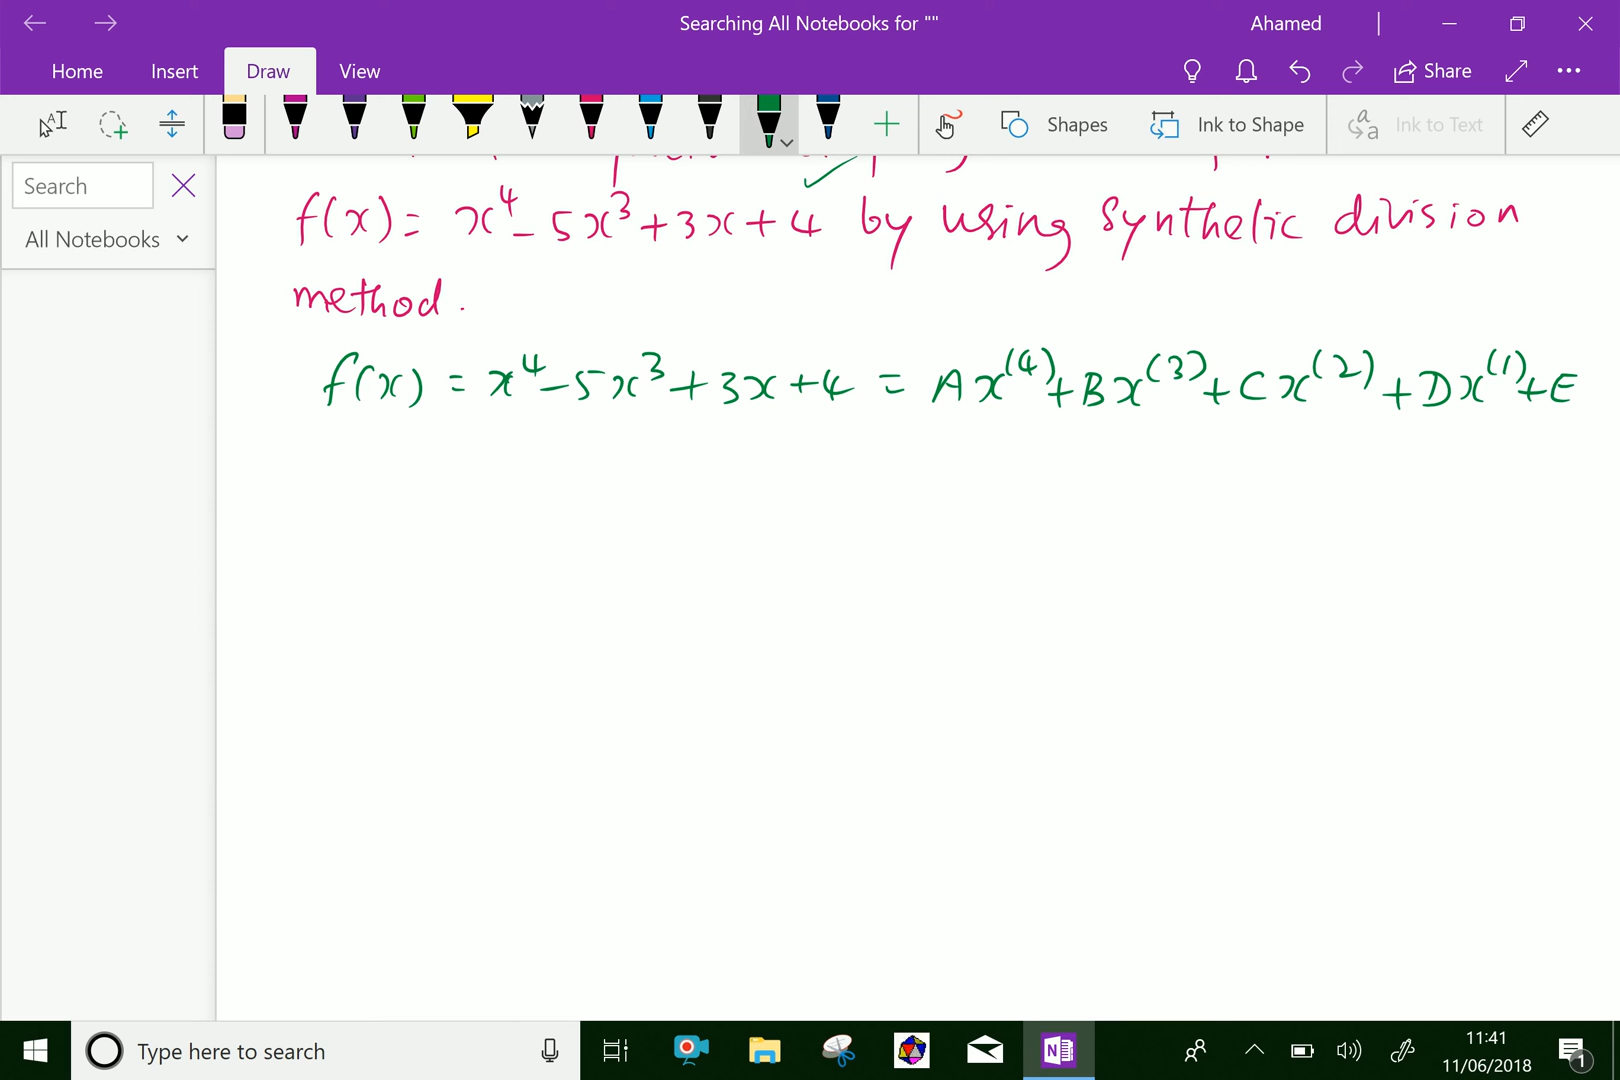 Searching All Notebooks for ""
Ahamed
Home Insert Draw View
Share
Shapes Ink to Shape Ink to Text
Search
All Notebooks
f(x) = x⁴ - 5x³ + 3x + 4 by using Synthetic division
method.
f(x) = x⁴ - 5x³ + 3x + 4 = Ax⁽⁴⁾ + Bx⁽³⁾ + Cx⁽²⁾ + Dx⁽¹⁾ + E
Type here to search
11:41
11/06/2018
1